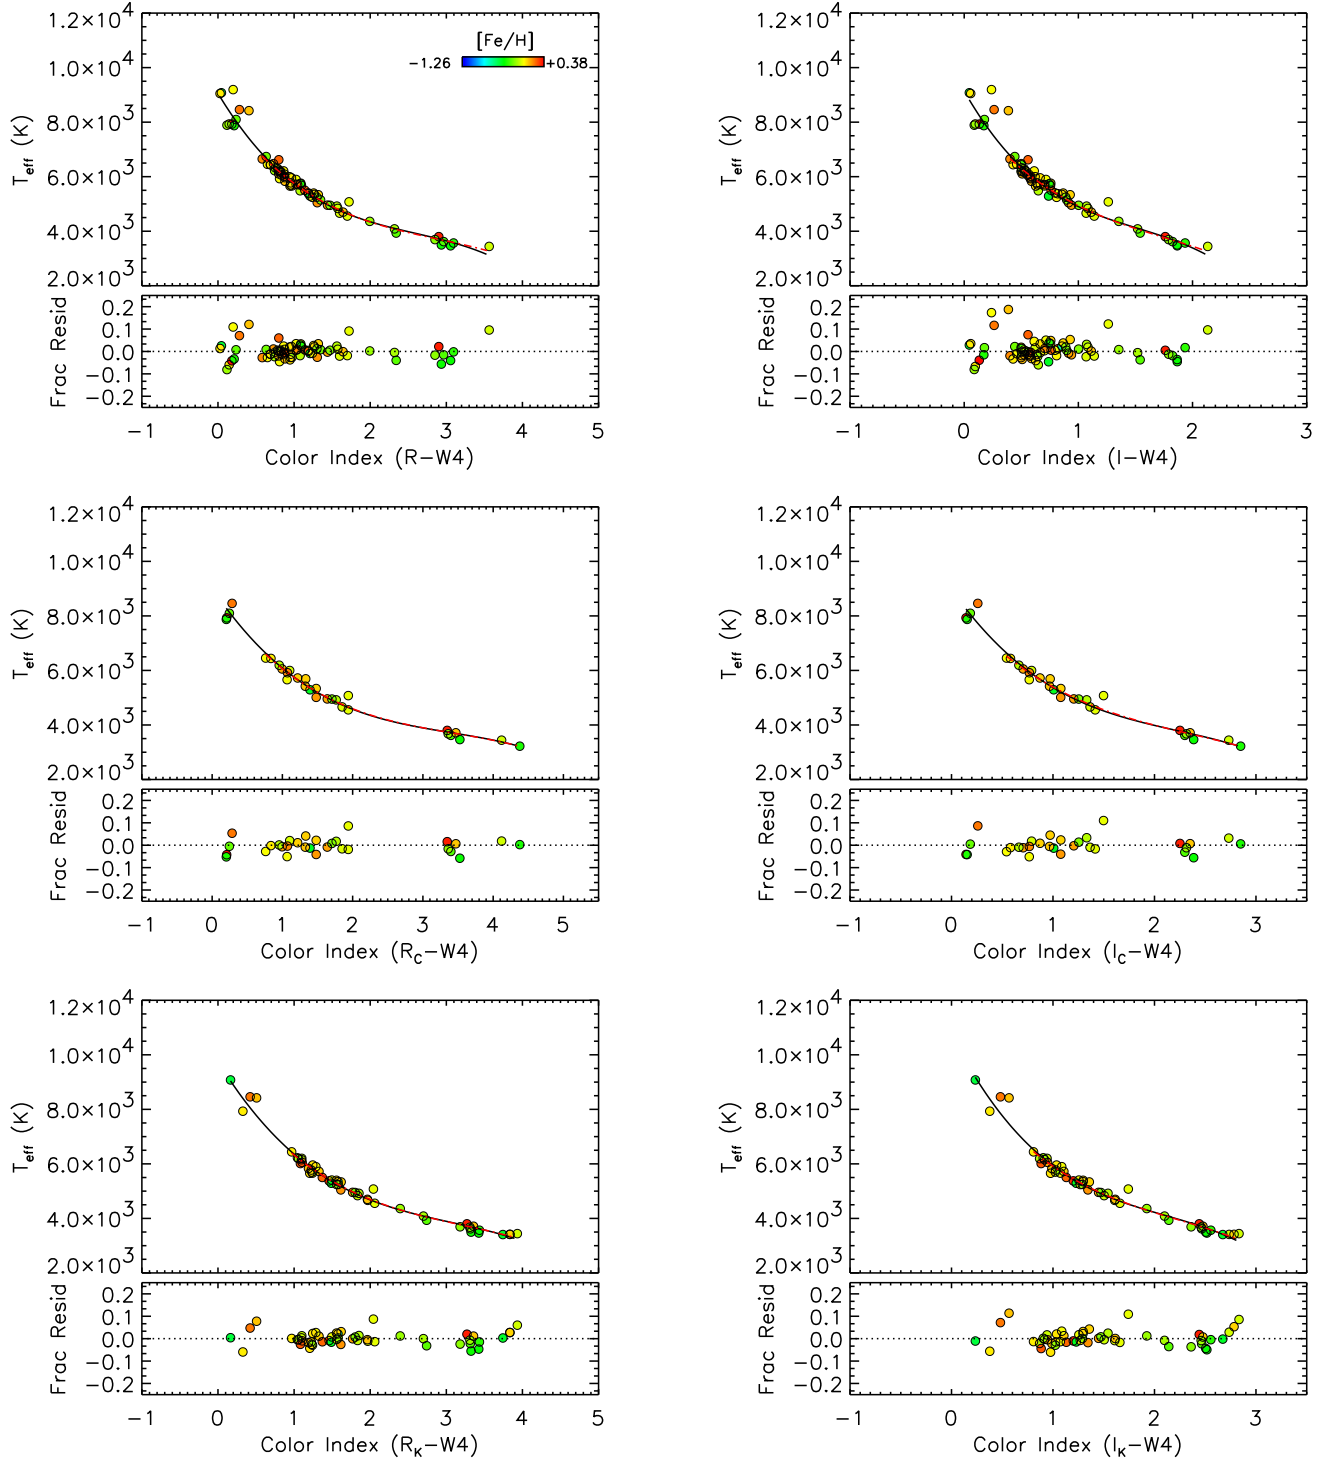 1.2×10^4
1.0×10^4
8.0×10^3
6.0×10^3
4.0×10^3
2.0×10^3
T_eff (K)
[Fe/H]
-1.26 +0.38
0.2
0.1
0.0
-0.1
-0.2
Frac Resid
-1 0 1 2 3 4 5
Color Index (R-W4)
1.2×10^4
1.0×10^4
8.0×10^3
6.0×10^3
4.0×10^3
2.0×10^3
T_eff (K)
0.2
0.1
0.0
-0.1
-0.2
Frac Resid
-1 0 1 2 3
Color Index (I-W4)
1.2×10^4
1.0×10^4
8.0×10^3
6.0×10^3
4.0×10^3
2.0×10^3
T_eff (K)
0.2
0.1
0.0
-0.1
-0.2
Frac Resid
0 1 2 3 4 5
Color Index (R_C-W4)
1.2×10^4
1.0×10^4
8.0×10^3
6.0×10^3
4.0×10^3
2.0×10^3
T_eff (K)
0.2
0.1
0.0
-0.1
-0.2
Frac Resid
-1 0 1 2 3
Color Index (I_C-W4)
1.2×10^4
1.0×10^4
8.0×10^3
6.0×10^3
4.0×10^3
2.0×10^3
T_eff (K)
0.2
0.1
0.0
-0.1
-0.2
Frac Resid
-1 0 1 2 3 4 5
Color Index (R_K-W4)
1.2×10^4
1.0×10^4
8.0×10^3
6.0×10^3
4.0×10^3
2.0×10^3
T_eff (K)
0.2
0.1
0.0
-0.1
-0.2
Frac Resid
-1 0 1 2 3
Color Index (I_K-W4)